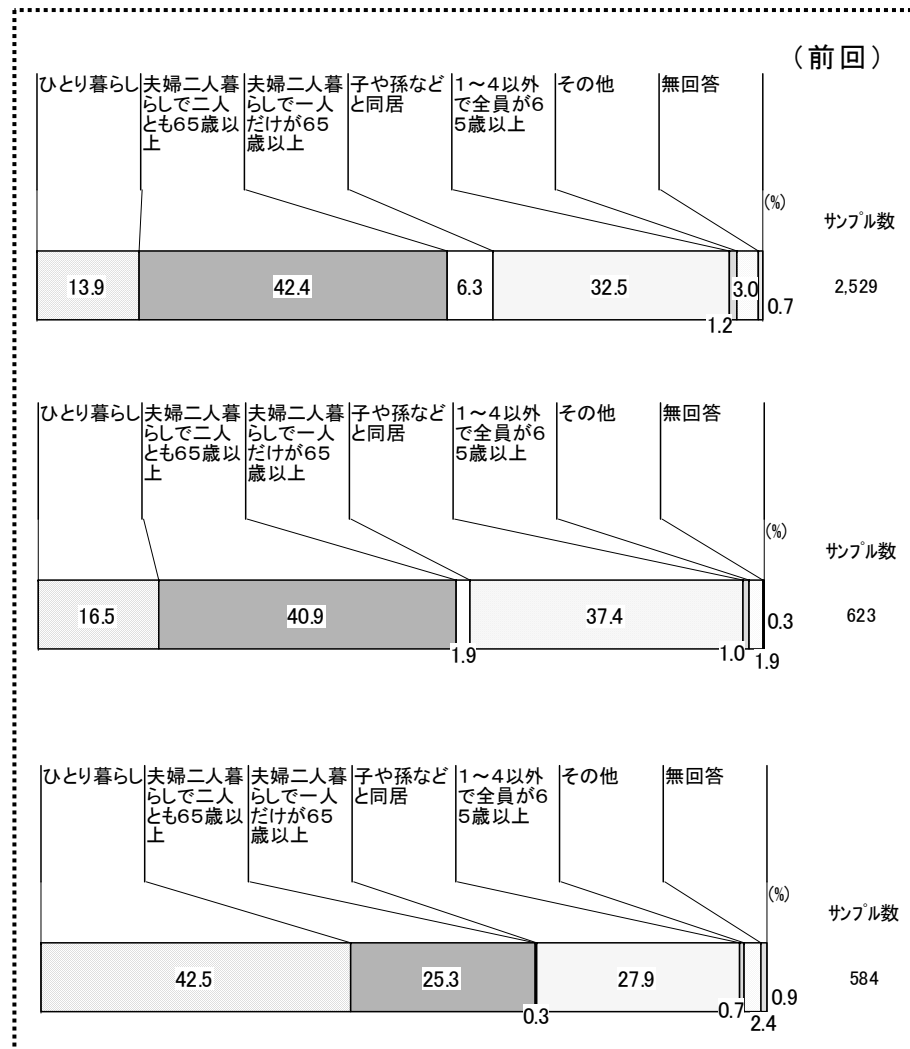 （前回）
ひとり暮らし
夫婦二人暮
らしで二人
とも65歳以
上
夫婦二人暮
らしで一人
だけが65
歳以上
子や孫など
と同居
１～４以外
で全員が６
５歳以上
その他
無回答
(%)
サンプル数
13.9
42.4
6.3
32.5
1.2
3.0
0.7
2,529
ひとり暮らし
夫婦二人暮
らしで二人
とも65歳以
上
夫婦二人暮
らしで一人
だけが65
歳以上
子や孫など
と同居
１～４以外
で全員が６
５歳以上
その他
無回答
(%)
サンプル数
16.5
40.9
1.9
37.4
1.0
1.9
0.3
623
ひとり暮らし
夫婦二人暮
らしで二人
とも65歳以
上
夫婦二人暮
らしで一人
だけが65
歳以上
子や孫など
と同居
１～４以外
で全員が６
５歳以上
その他
無回答
(%)
サンプル数
42.5
25.3
0.3
27.9
0.7
2.4
0.9
584